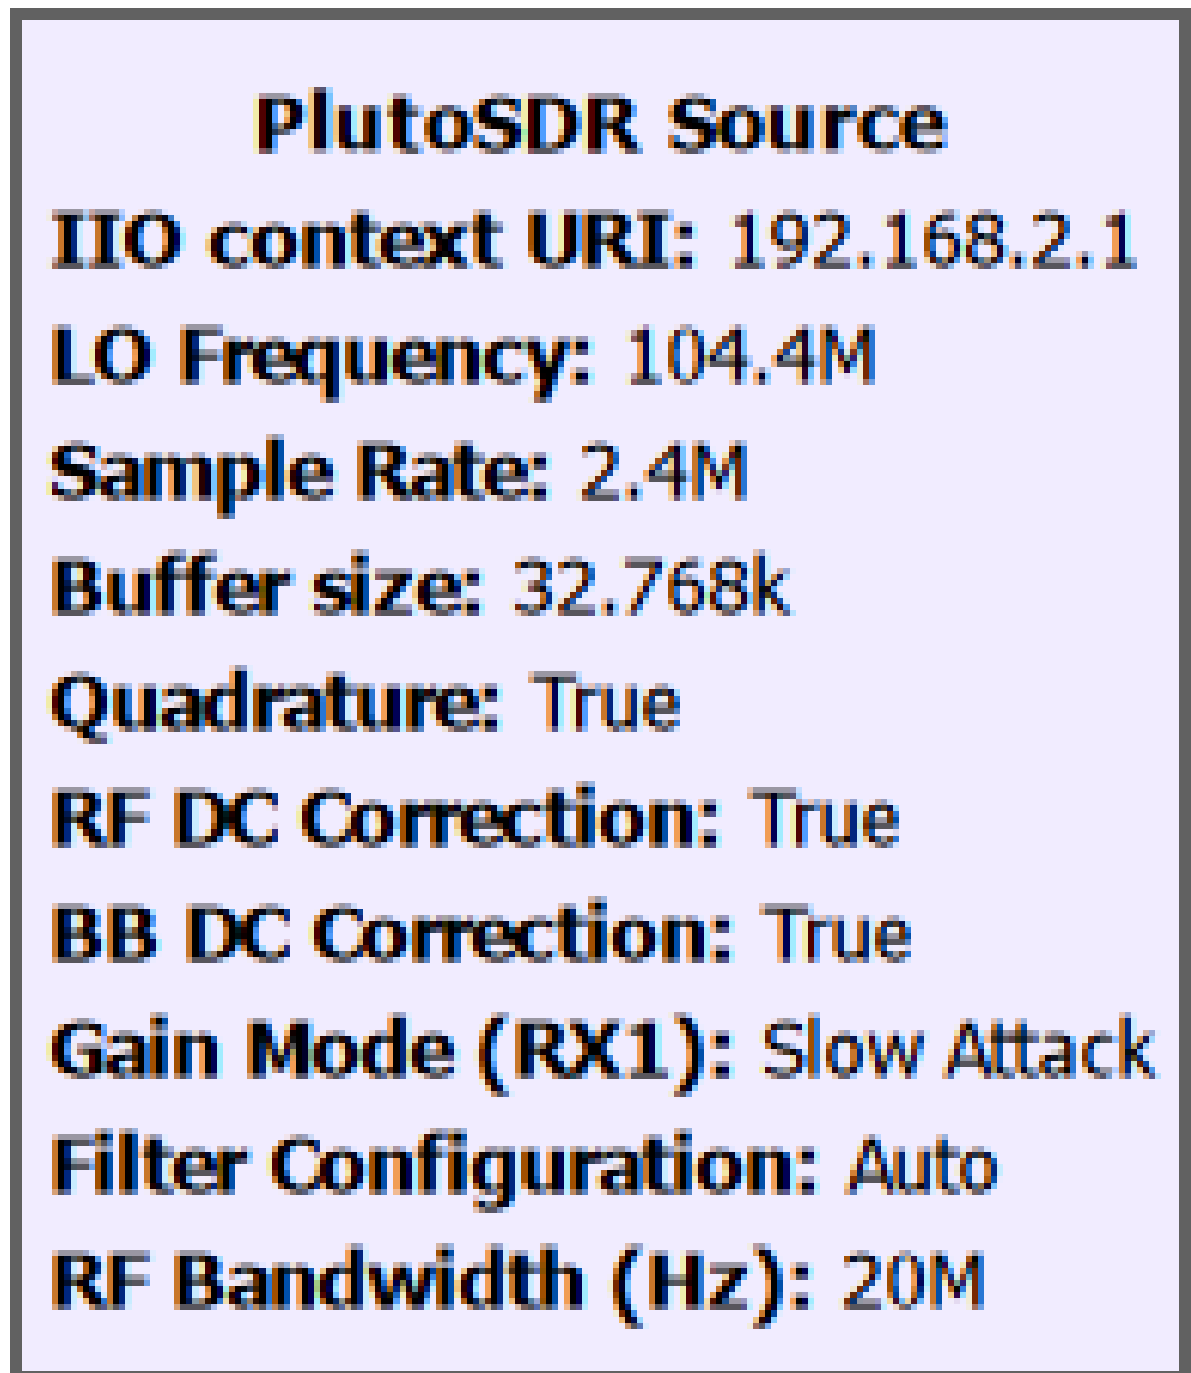 PlutoSDR Source
IIO context URI: 192.168.2.1
LO Frequency: 104.4M
Sample Rate: 2.4M
Buffer size: 32.768k
Quadrature: True
RF DC Correction: True
BB DC Correction: True
Gain Mode (RX1): Slow Attack
Filter Configuration: Auto
RF Bandwidth (Hz): 20M